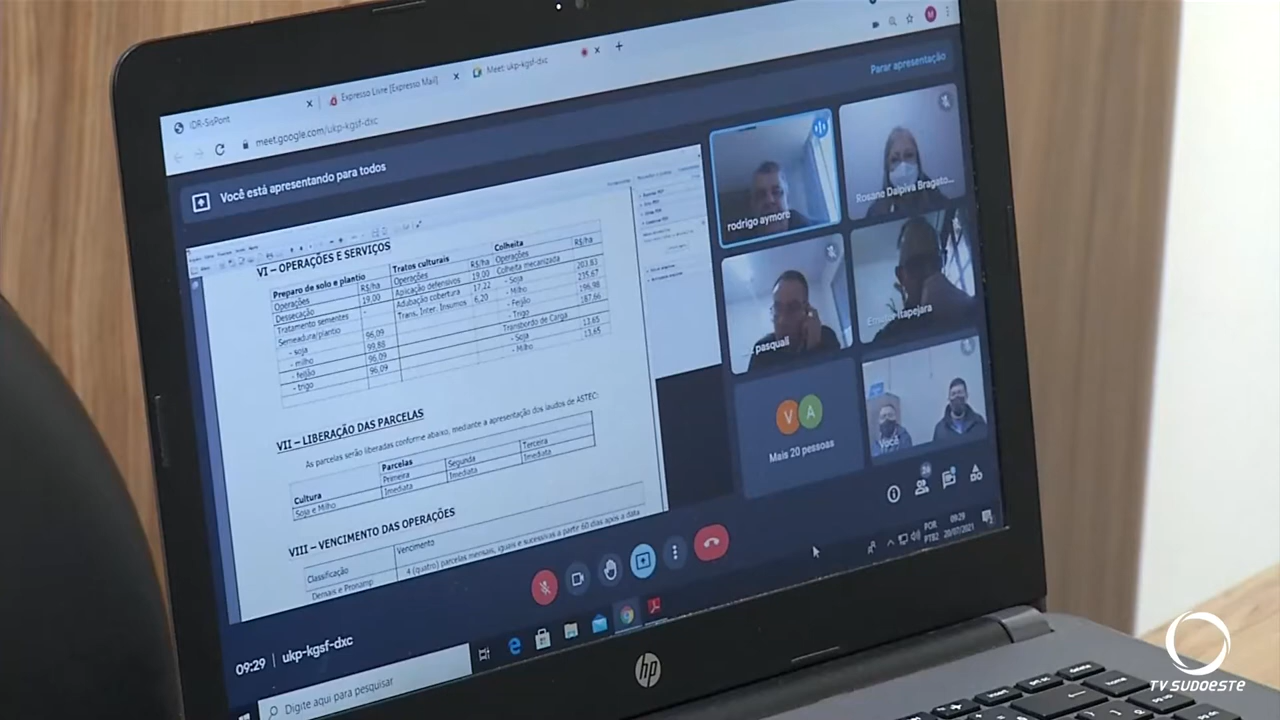 IDR-SisPont
Expresso Livre [Expresso Mail]
Meet: ukp-kgsf-dxc
M
meet.google.com/ukp-kgsf-dxc
Você está apresentando para todos
Parar apresentação
VI – OPERAÇÕES E SERVIÇOS
Preparo de solo e plantio Tratos culturais Colheita
Operações R$/ha Operações R$/ha Operações R$/ha
Dessecação 19,00 Aplicação defensivos 19,00 Colheita mecanizada
Tratamento sementes - Adubação cobertura 17,22 - Soja 203,83
Semeadura/plantio Trans. Inter. Insumos 6,20 - Milho 235,67
- soja 96,09 - Feijão 196,98
- milho 99,88 - Trigo 187,66
- feijão 96,09 Transbordo de Carga
- trigo 96,09 - Soja 13,65
- Milho 13,65
VII – LIBERAÇÃO DAS PARCELAS
As parcelas serão liberadas conforme abaixo, mediante a apresentação dos laudos de ASTEC:
Cultura Parcelas
Primeira Segunda Terceira
Soja e Milho Imediata Imediata Imediata
VIII – VENCIMENTO DAS OPERAÇÕES
Classificação Vencimento
Demais e Pronamp 4 (quatro) parcelas mensais, iguais e sucessivas a partir 60 dias após a data
rodrigo aymore
Rosane Dalpiva Bragato...
pasquali
Itapejara
V A
Mais 20 pessoas
Você
09:29 | ukp-kgsf-dxc
Digite aqui para pesquisar
POR
PTB2
09:29
20/07/2021
hp
TV SUDOESTE